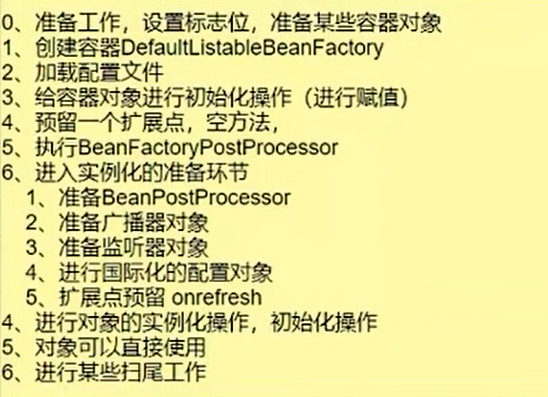 0、准备工作，设置标志位，准备某些容器对象
1、创建容器DefaultListableBeanFactory
2、加载配置文件
3、给容器对象进行初始化操作（进行赋值）
4、预留一个扩展点，空方法，
5、执行BeanFactoryPostProcessor
6、进入实例化的准备环节
1、准备BeanPostProcessor
2、准备广播器对象
3、准备监听器对象
4、进行国际化的配置对象
5、扩展点预留 onrefresh
4、进行对象的实例化操作，初始化操作
5、对象可以直接使用
6、进行某些扫尾工作